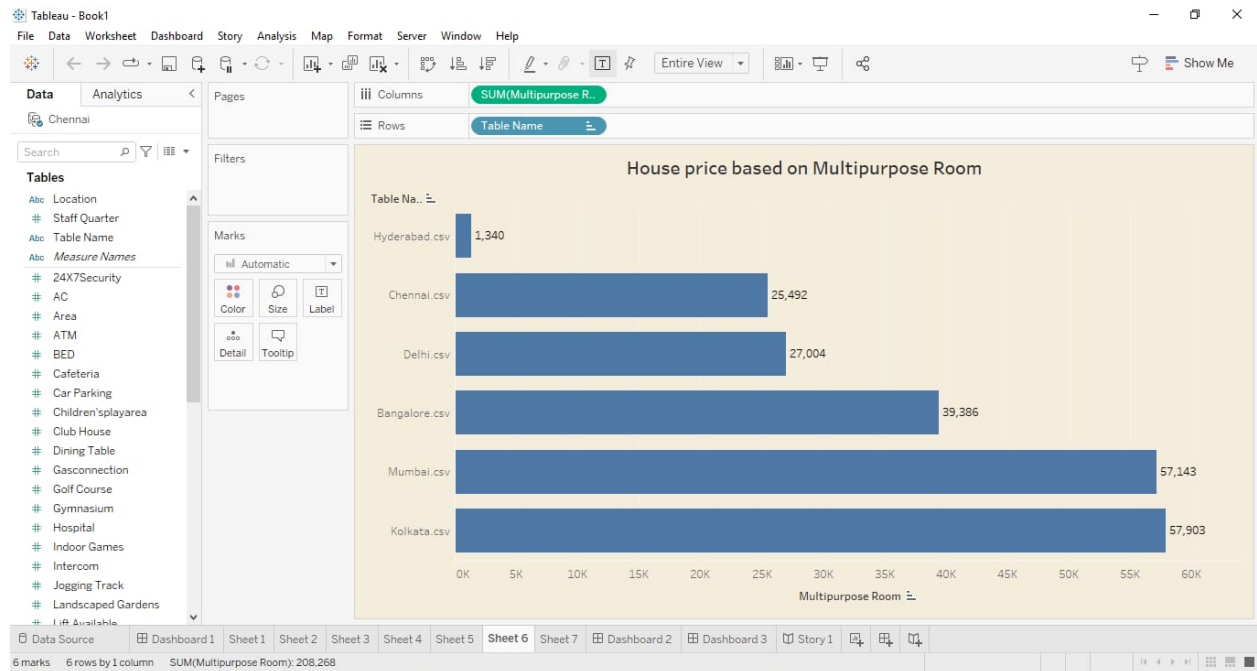 Tableau - Book1
File Data Worksheet Dashboard Story Analysis Map Format Server Window Help
Entire View
Show Me
Data Analytics
Chennai
Search
Tables
Abc Location
# Staff Quarter
Abc Table Name
Abc Measure Names
# 24X7Security
# AC
# Area
# ATM
# BED
# Cafeteria
# Car Parking
# Children'splayarea
# Club House
# Dining Table
# Gasconnection
# Golf Course
# Gymnasium
# Hospital
# Indoor Games
# Intercom
# Jogging Track
# Landscaped Gardens
# Lift Available
Pages
Filters
Marks
Automatic
Color Size Label
Detail Tooltip
Columns SUM(Multipurpose R..
Rows Table Name
House price based on Multipurpose Room
Table Na..
Hyderabad.csv 1,340
Chennai.csv 25,492
Delhi.csv 27,004
Bangalore.csv 39,386
Mumbai.csv 57,143
Kolkata.csv 57,903
0K 5K 10K 15K 20K 25K 30K 35K 40K 45K 50K 55K 60K
Multipurpose Room
Data Source Dashboard 1 Sheet 1 Sheet 2 Sheet 3 Sheet 4 Sheet 5 Sheet 6 Sheet 7 Dashboard 2 Dashboard 3 Story 1
6 marks 6 rows by 1 column SUM(Multipurpose Room): 208,268